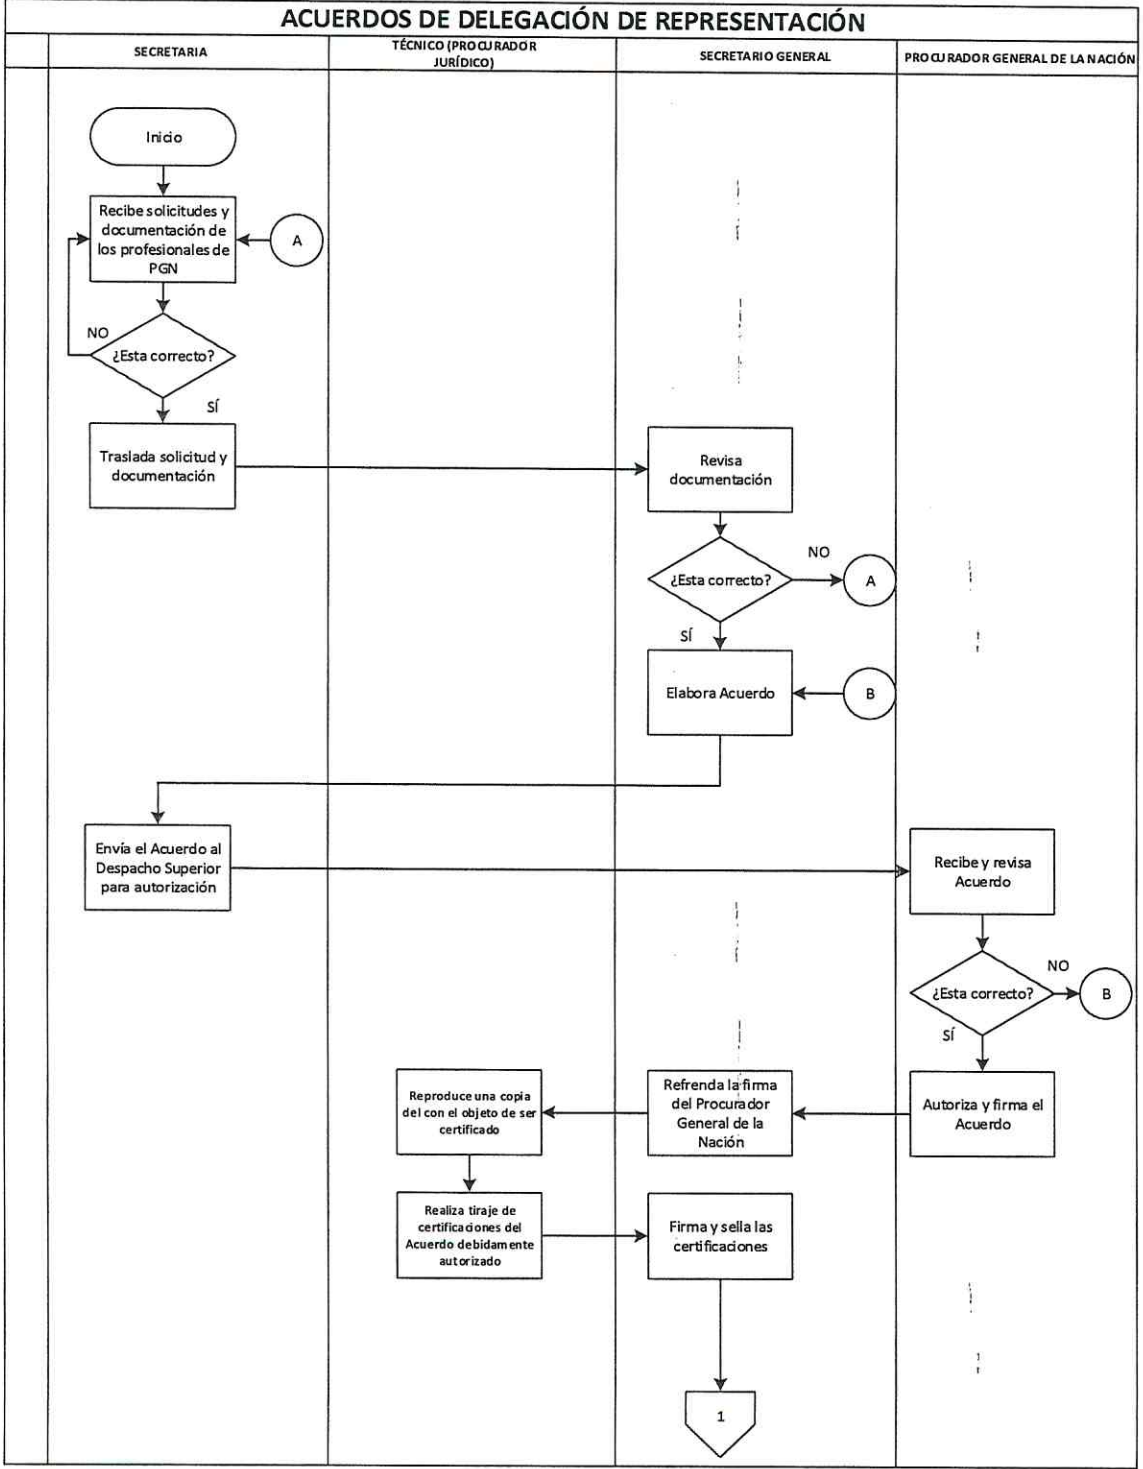 ACUERDOS DE DELEGACIÓN DE REPRESENTACIÓN
SECRETARIA
TÉCNICO (PROCURADOR
JURÍDICO)
SECRETARIO GENERAL
PROCURADOR GENERAL DE LA NACIÓN
Inicio
Recibe solicitudes y
documentación de
los profesionales de
PGN
A
NO
¿Esta correcto?
SÍ
Traslada solicitud y
documentación
Revisa
documentación
NO
¿Esta correcto?
A
SÍ
Elabora Acuerdo
B
Envía el Acuerdo al
Despacho Superior
para autorización
Recibe y revisa
Acuerdo
NO
¿Esta correcto?
B
SÍ
Autoriza y firma el
Acuerdo
Refrenda la firma
del Procurador
General de la
Nación
Reproduce una copia
del con el objeto de ser
certificado
Realiza tiraje de
certificaciones del
Acuerdo debidamente
autorizado
Firma y sella las
certificaciones
1